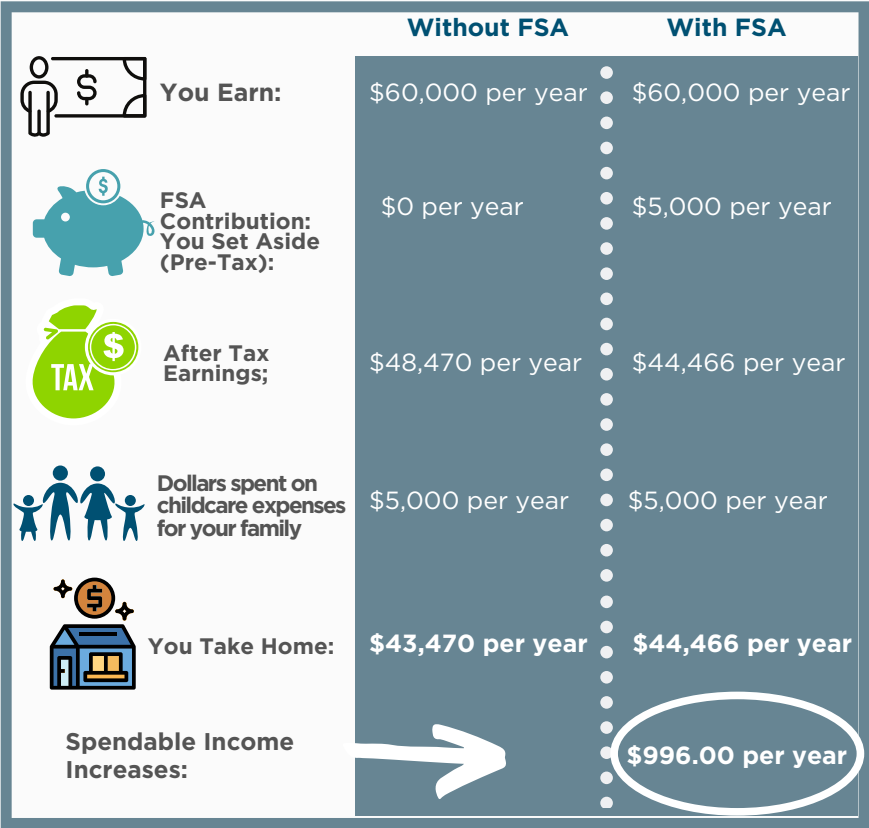 Without FSA With FSA
$
You Earn: $60,000 per year $60,000 per year
$
FSA
Contribution:
You Set Aside
(Pre-Tax):
$0 per year $5,000 per year
$
TAX
After Tax
Earnings;
$48,470 per year $44,466 per year
Dollars spent on
childcare expenses
for your family
$5,000 per year $5,000 per year
$
You Take Home: $43,470 per year $44,466 per year
Spendable Income
Increases:
$996.00 per year